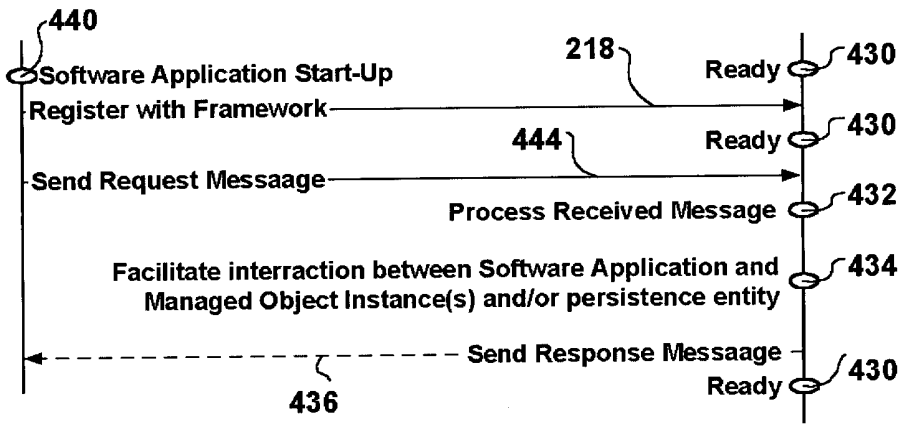 440
Software Application Start-Up
218
Ready
430
Register with Framework
Ready
430
444
Send Request Messaage
Process Received Message
432
Facilitate interraction between Software Application and
Managed Object Instance(s) and/or persistence entity
434
Send Response Messaage
436
Ready
430